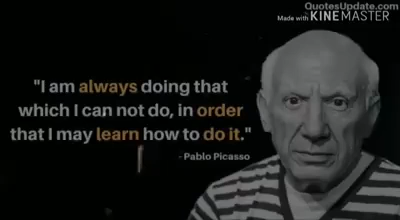 QuotesUpdate.com
Made with KINEMASTER
"I am always doing that
which I can not do, in order
that I may learn how to do it."
- Pablo Picasso